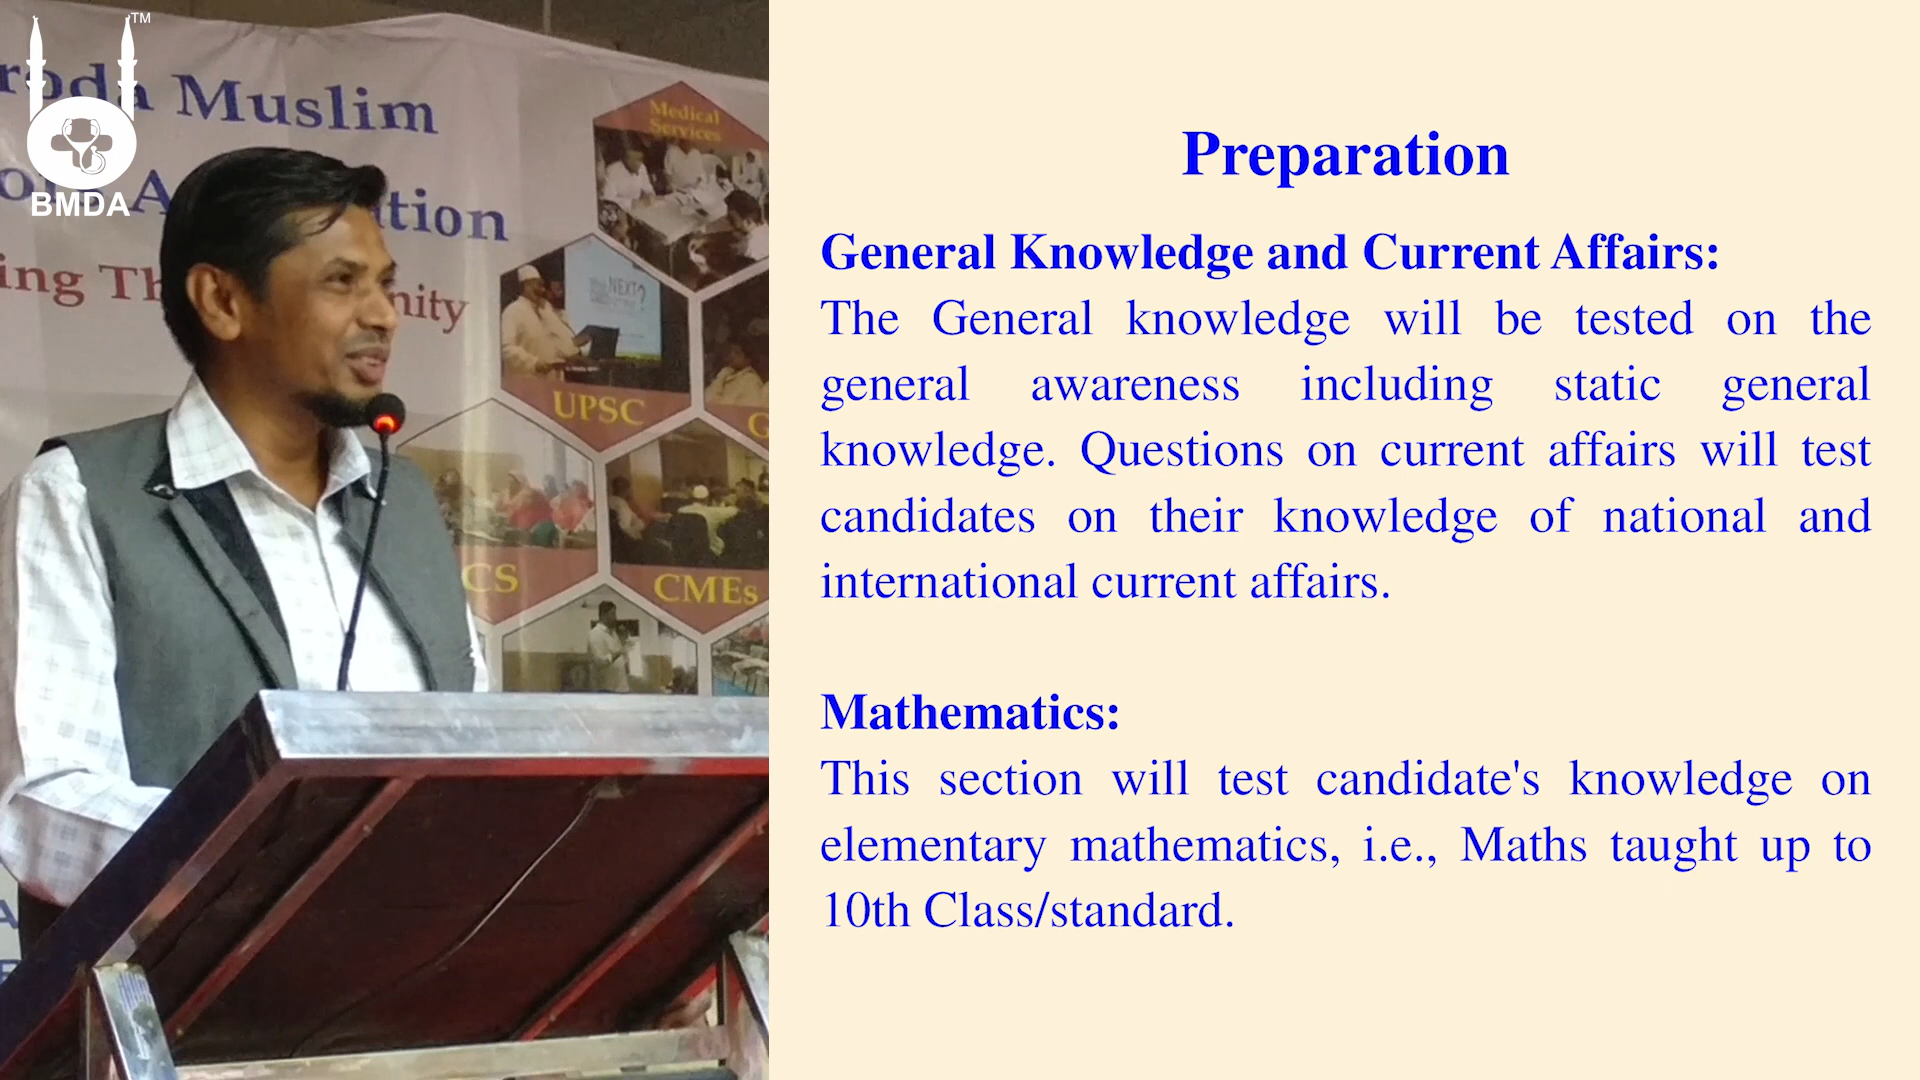 TM
BMDA
roda Muslim
A tion
ing Th nity
Medical
Services
NEXT?
UPSC
G
CS
CMEs
Preparation
General Knowledge and Current Affairs:
The General knowledge will be tested on the
general awareness including static general
knowledge. Questions on current affairs will test
candidates on their knowledge of national and
international current affairs.
Mathematics:
This section will test candidate's knowledge on
elementary mathematics, i.e., Maths taught up to
10th Class/standard.